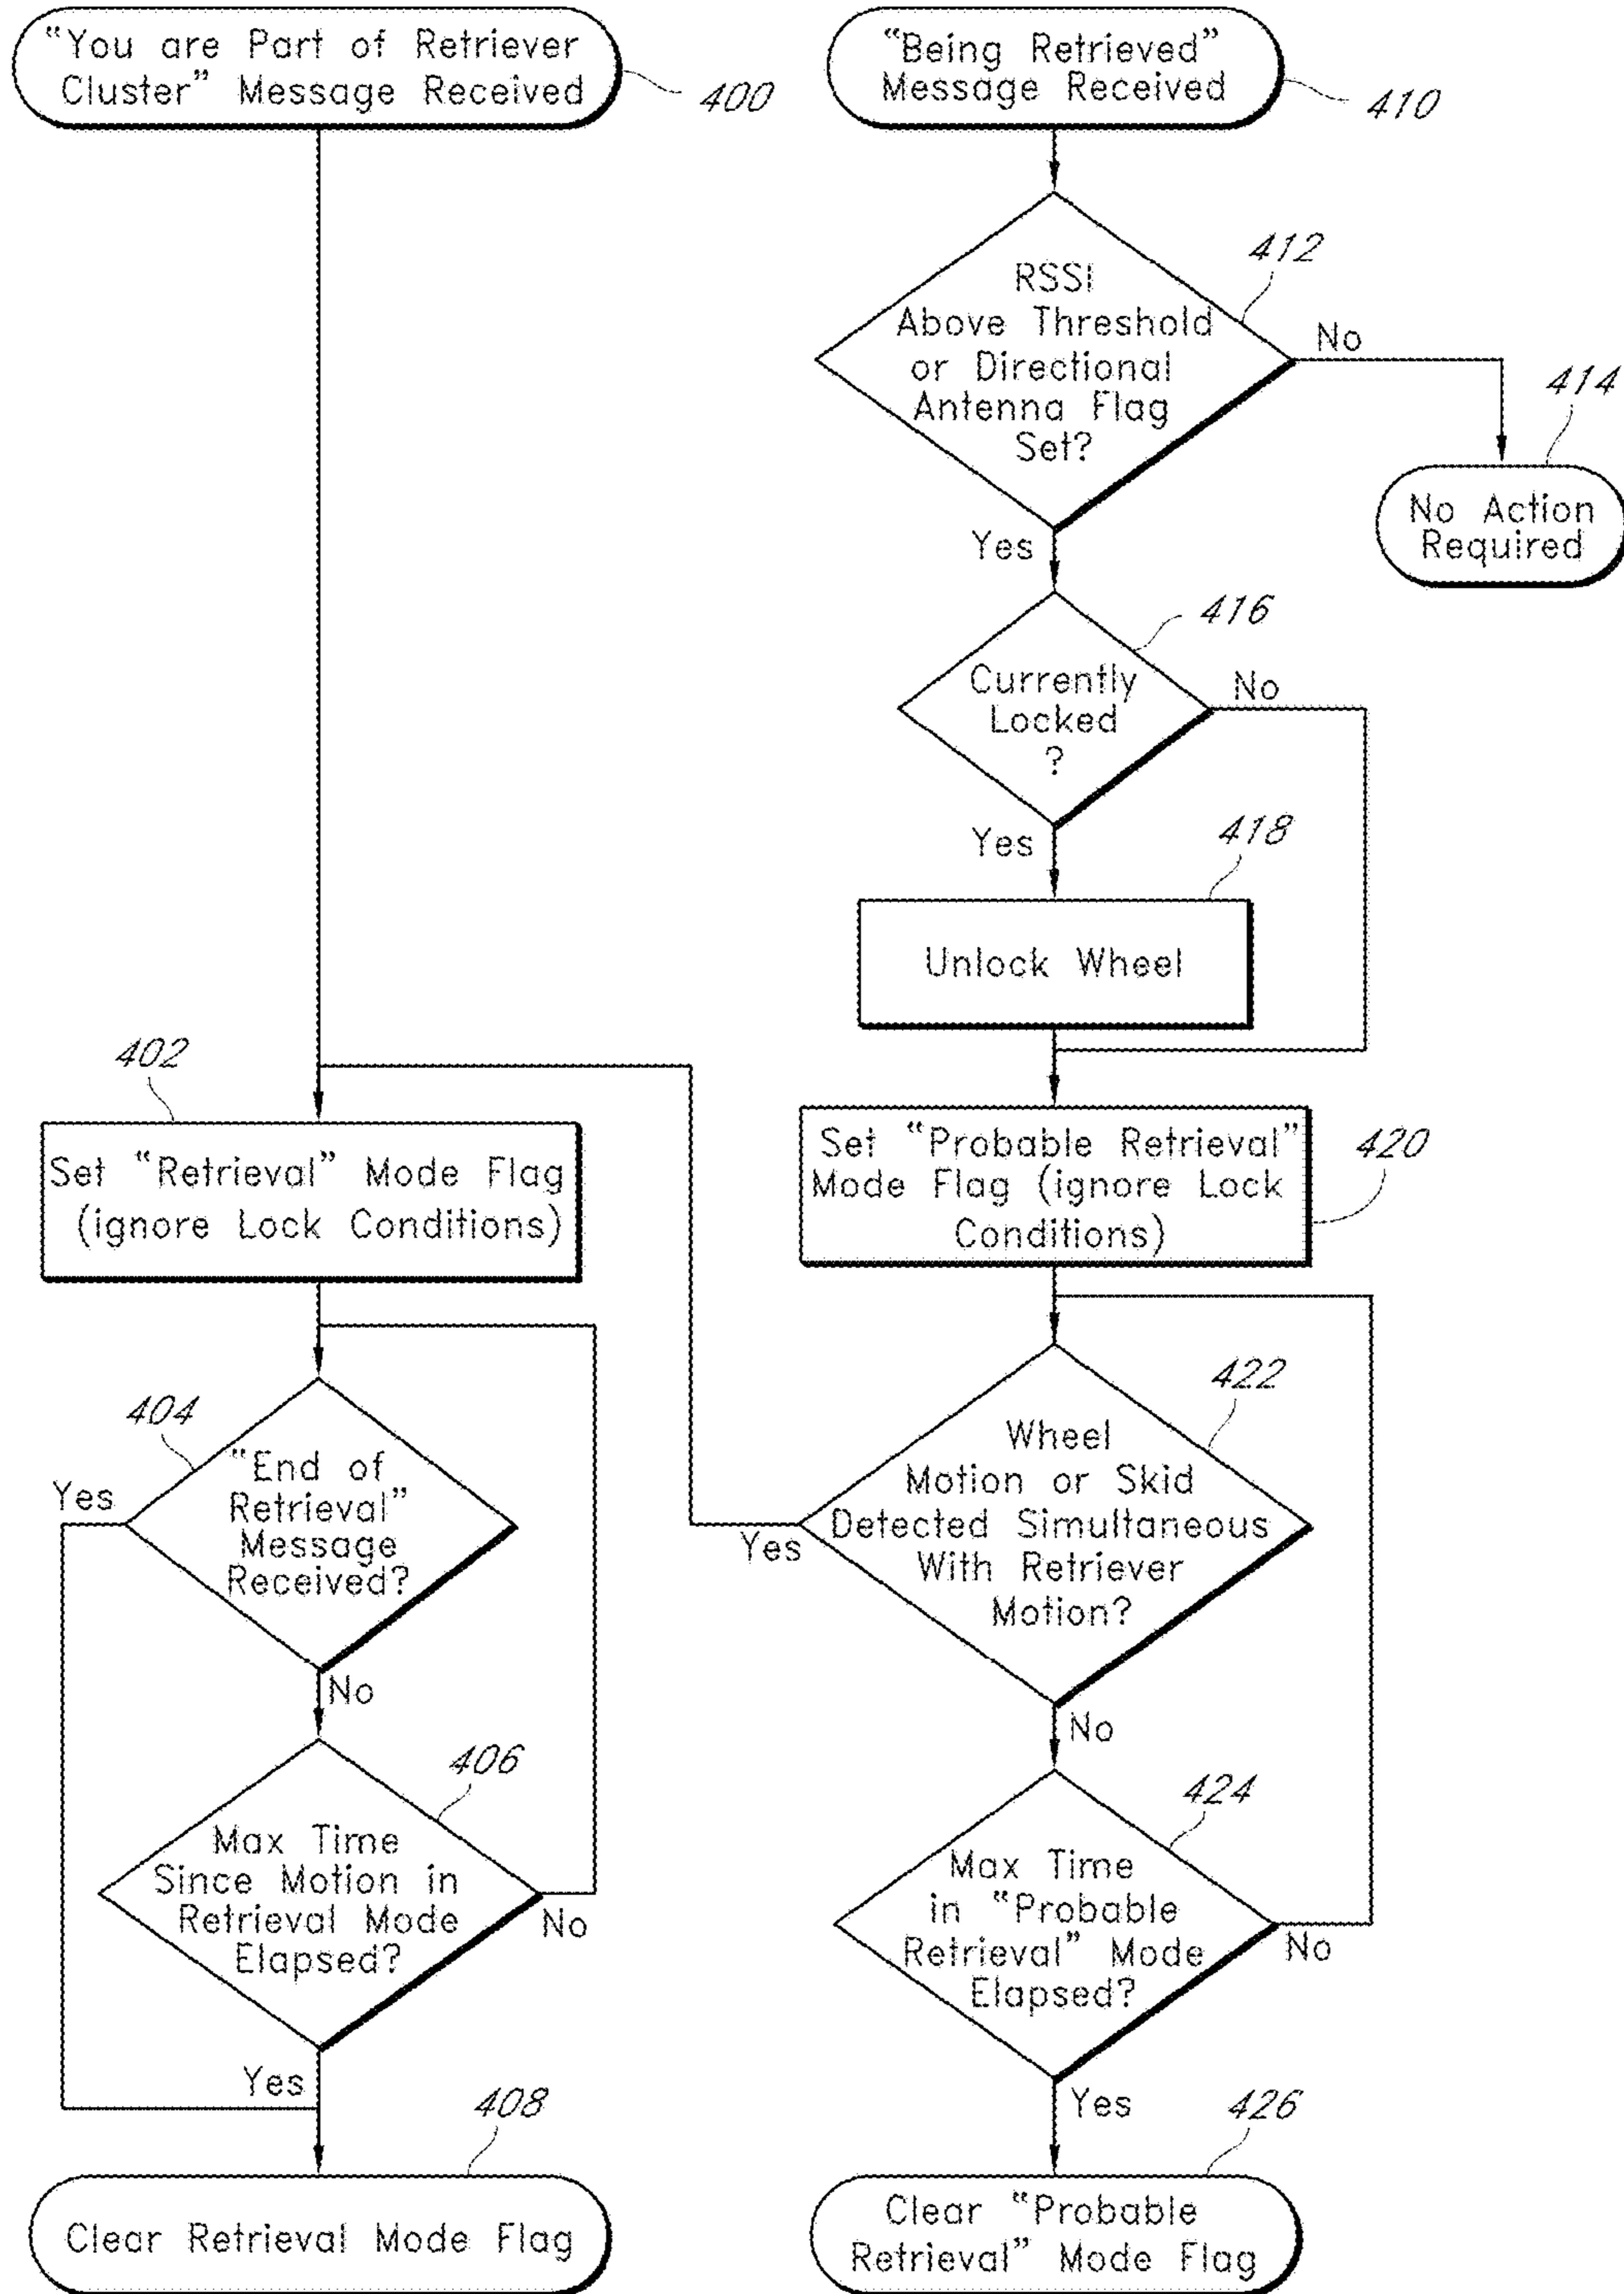 “You are Part of Retriever
Cluster” Message Received
400
“Being Retrieved”
Message Received
410
412
RSSI
Above Threshold
or Directional
Antenna Flag
Set?
No
414
No Action
Required
Yes
416
Currently
Locked
?
No
Yes
418
Unlock Wheel
402
Set “Retrieval” Mode Flag
(ignore Lock Conditions)
Set “Probable Retrieval”
Mode Flag (ignore Lock
Conditions)
420
404
“End of
Retrieval”
Message
Received?
Yes
No
422
Wheel
Motion or Skid
Detected Simultaneous
With Retriever
Motion?
Yes
No
406
Max Time
Since Motion in
Retrieval Mode
Elapsed?
No
Yes
424
Max Time
in “Probable
Retrieval” Mode
Elapsed?
No
Yes
408
Clear Retrieval Mode Flag
426
Clear “Probable
Retrieval” Mode Flag